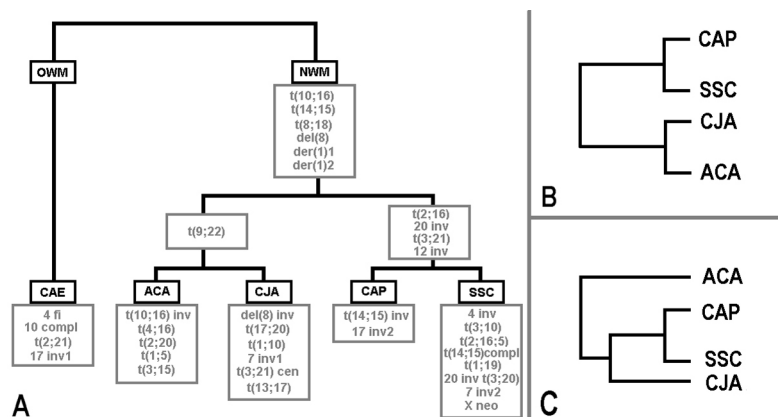 OWM
NWM
t(10;16)
t(14;15)
t(8;18)
del(8)
der(1)1
der(1)2
t(9;22)
t(2;16)
20 inv
t(3;21)
12 inv
CAE
4 fi
10 compl
t(2;21)
17 inv1
ACA
t(10;16) inv
t(4;16)
t(2;20)
t(1;5)
t(3;15)
CJA
del(8) inv
t(17;20)
t(1;10)
7 inv1
t(3;21) cen
t(13;17)
CAP
t(14;15) inv
17 inv2
SSC
4 inv
t(3;10)
t(2;16;5)
t(14;15)compl
t(1;19)
20 inv t(3;20)
7 inv2
X neo
A
CAP
SSC
CJA
ACA
B
ACA
CAP
SSC
CJA
C